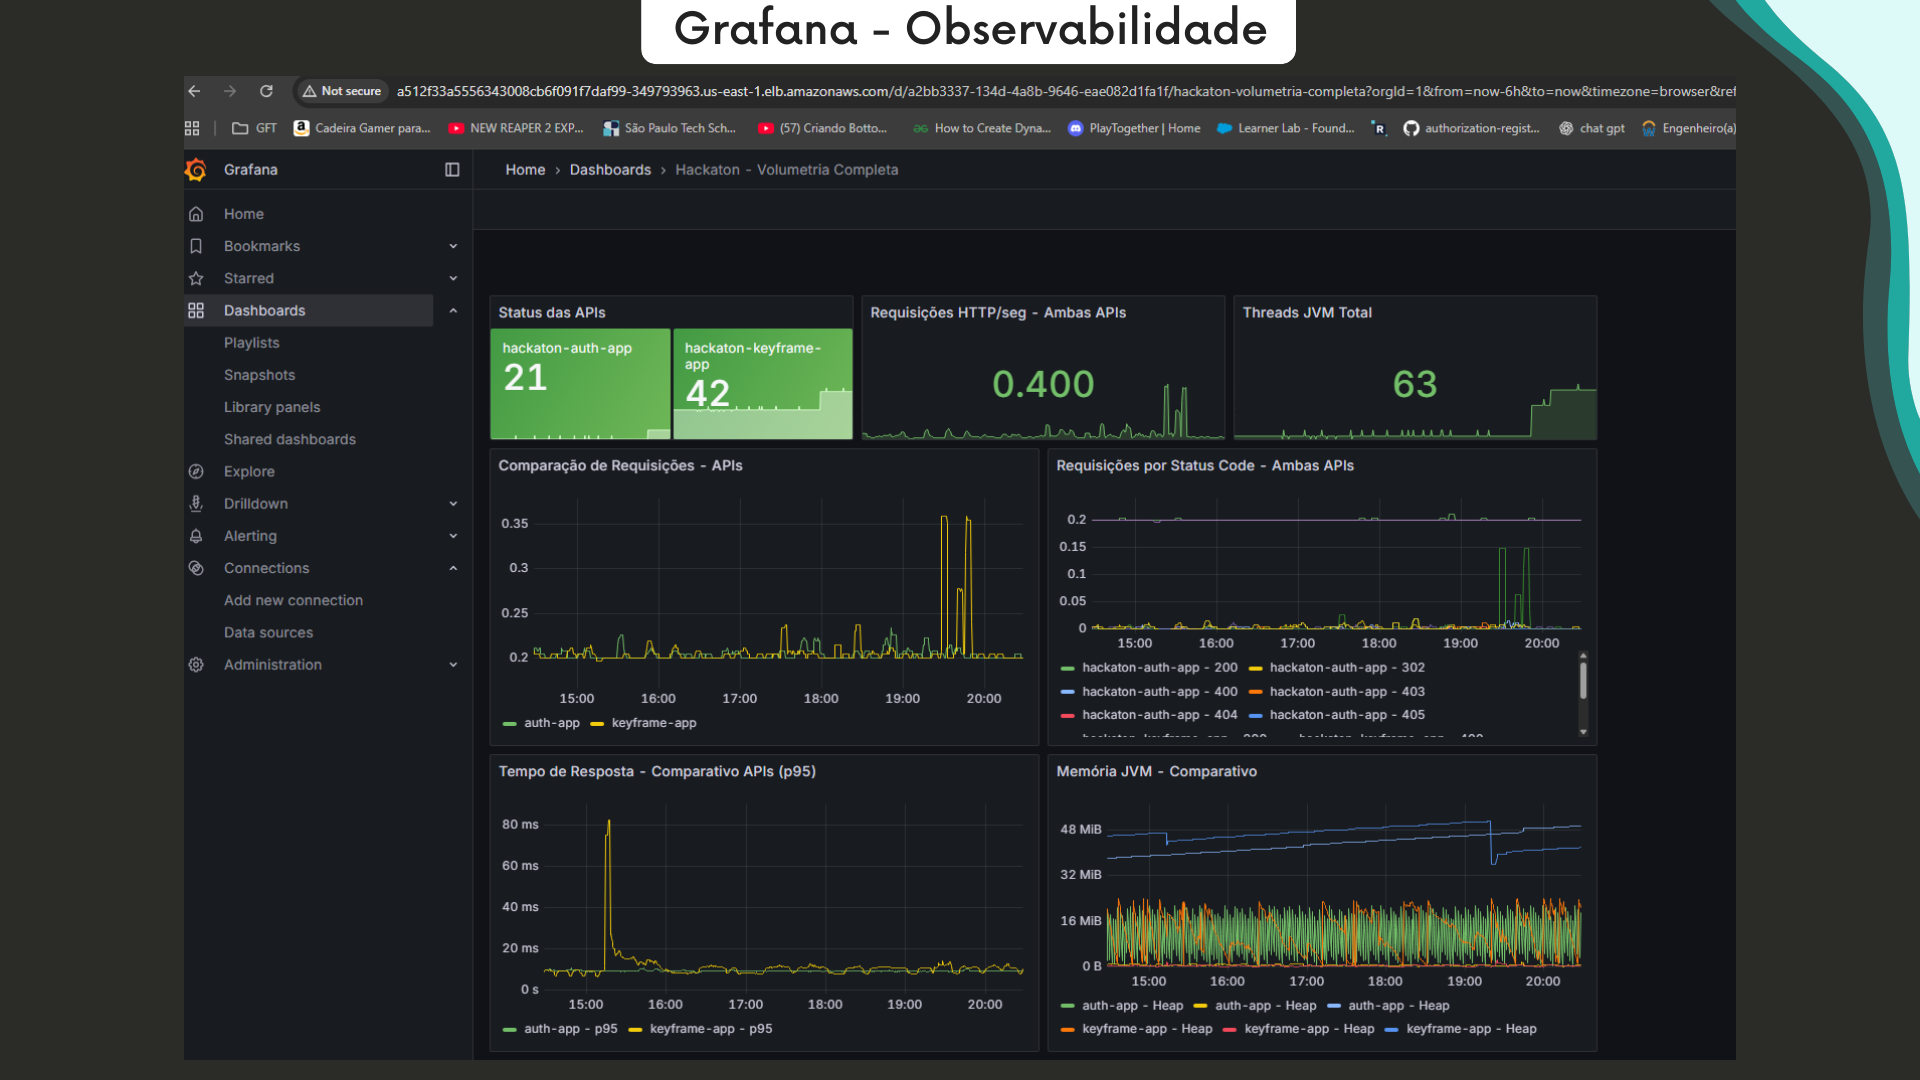 Grafana - Observabilidade
Not secure
a512f33a5556343008cb6f091f7daf99-349793963.us-east-1.elb.amazonaws.com/d/a2bb3337-134d-4a8b-9646-eae082d1fa1f/hackaton-volumetria-completa?orgId=1&from=now-6h&to=now&timezone=browser&ref
GFT
Cadeira Gamer para...
NEW REAPER 2 EXP...
São Paulo Tech Sch...
(57) Criando Botto...
How to Create Dyna...
PlayTogether | Home
Learner Lab - Found...
authorization-regist...
chat gpt
Engenheiro(a)
Grafana
Home › Dashboards › Hackaton - Volumetria Completa
Home
Bookmarks
Starred
Dashboards
Playlists
Snapshots
Library panels
Shared dashboards
Explore
Drilldown
Alerting
Connections
Add new connection
Data sources
Administration
Status das APIs
hackaton-auth-app
21
hackaton-keyframe-
app
42
Requisições HTTP/seg - Ambas APIs
0.400
Threads JVM Total
63
Comparação de Requisições - APIs
0.35
0.3
0.25
0.2
15:00 16:00 17:00 18:00 19:00 20:00
auth-app keyframe-app
Requisições por Status Code - Ambas APIs
0.2
0.15
0.1
0.05
0
15:00 16:00 17:00 18:00 19:00 20:00
hackaton-auth-app - 200 hackaton-auth-app - 302
hackaton-auth-app - 400 hackaton-auth-app - 403
hackaton-auth-app - 404 hackaton-auth-app - 405
Tempo de Resposta - Comparativo APIs (p95)
80 ms
60 ms
40 ms
20 ms
0 s
15:00 16:00 17:00 18:00 19:00 20:00
auth-app - p95 keyframe-app - p95
Memória JVM - Comparativo
48 MiB
32 MiB
16 MiB
0 B
15:00 16:00 17:00 18:00 19:00 20:00
auth-app - Heap auth-app - Heap auth-app - Heap
keyframe-app - Heap keyframe-app - Heap keyframe-app - Heap